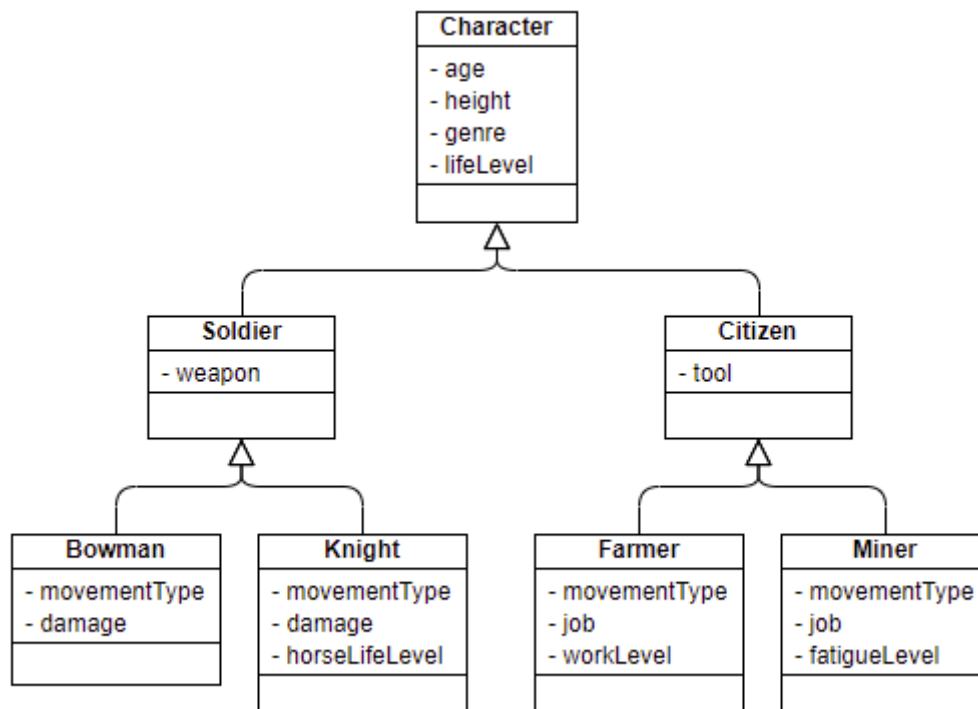 Character
- age
- height
- genre
- lifeLevel
Soldier
- weapon
Citizen
- tool
Bowman
- movementType
- damage
Knight
- movementType
- damage
- horseLifeLevel
Farmer
- movementType
- job
- workLevel
Miner
- movementType
- job
- fatigueLevel